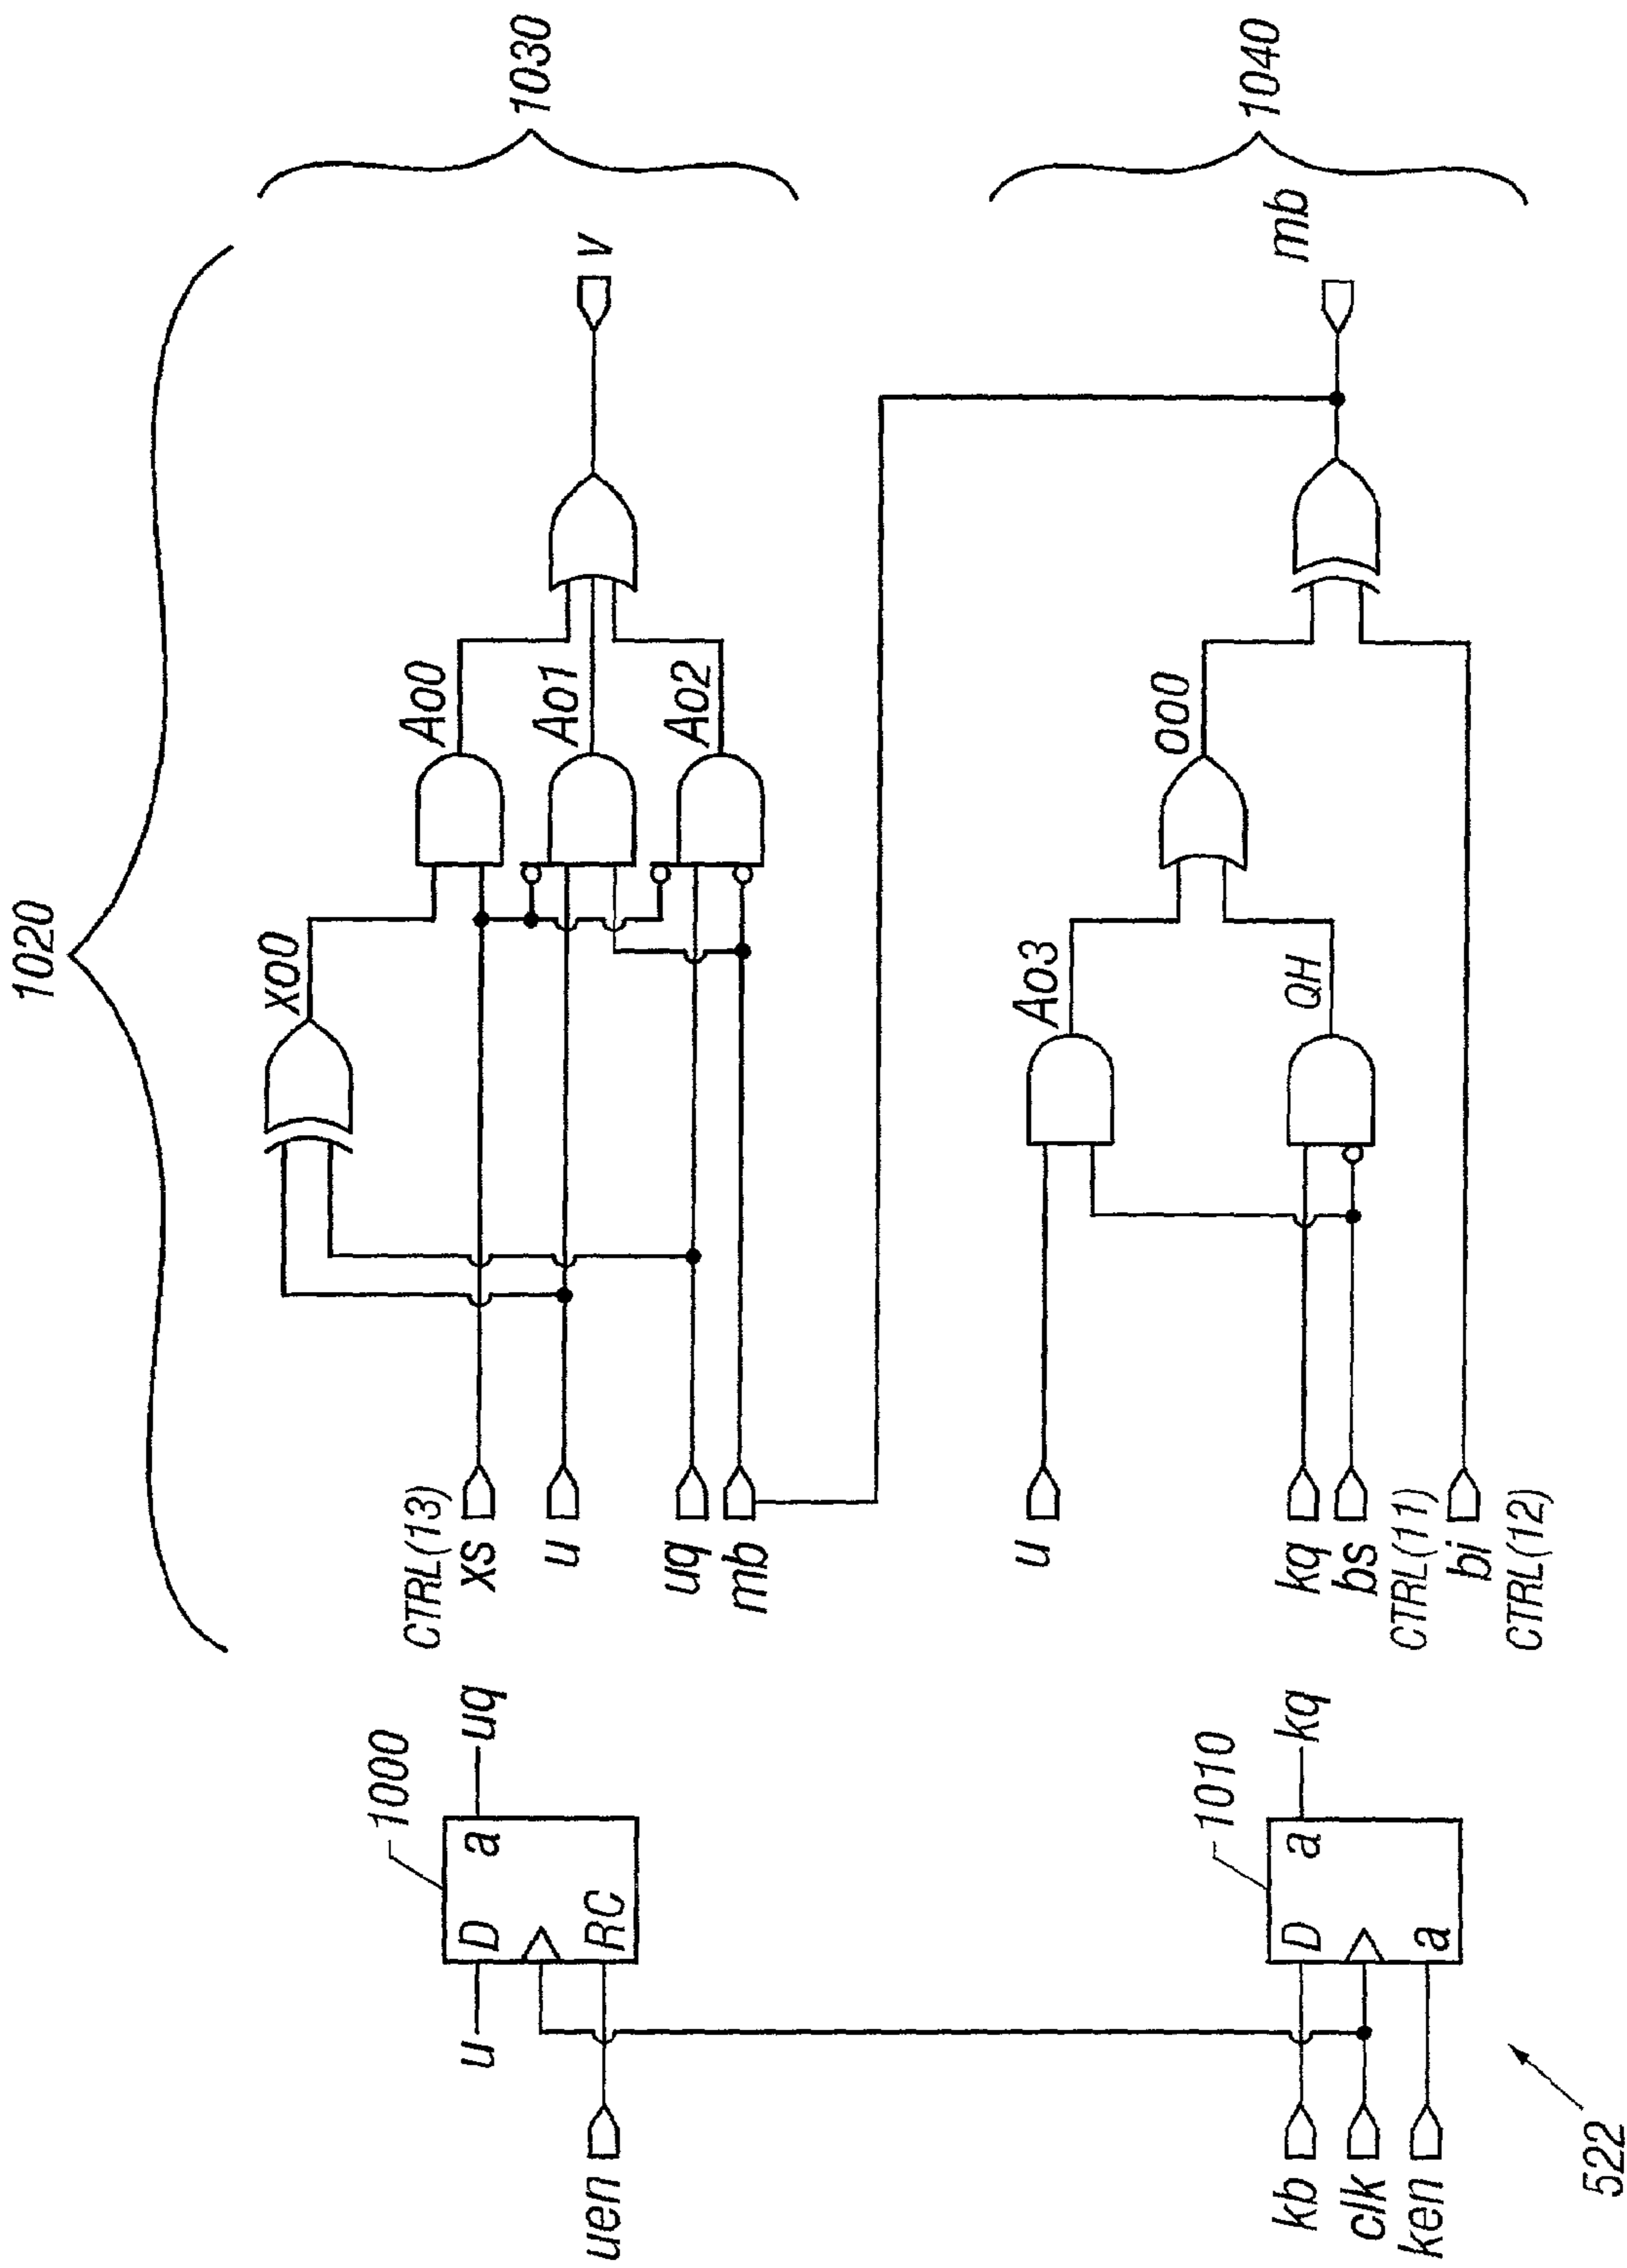 1020
1030
1040
xo0
Ao0
Ao1
Ao2
v
CTRL(13)
xs
u
uq
mb
Ao3
QH
oo0
mb
u
kq
bs
CTRL(11)
bi
CTRL(12)
1000
u
D
a
uq
RC
uen
1010
kb
D
a
kq
clk
ken
a
522